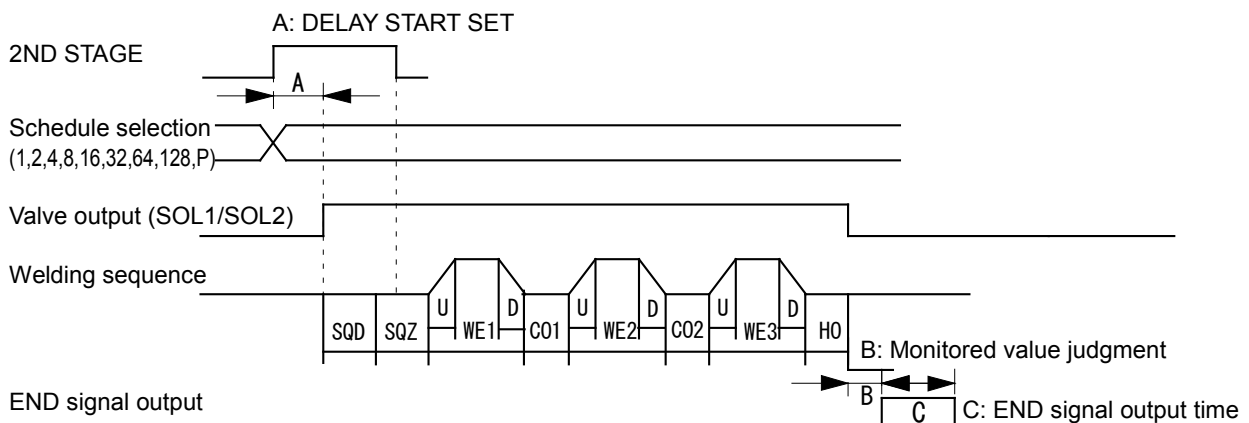 A: DELAY START SET
2ND STAGE
A
Schedule selection
(1,2,4,8,16,32,64,128,P)
Valve output (SOL1/SOL2)
Welding sequence
U D U D U D
SQD SQZ WE1 CO1 WE2 CO2 WE3 HO
B: Monitored value judgment
B
END signal output
C C: END signal output time